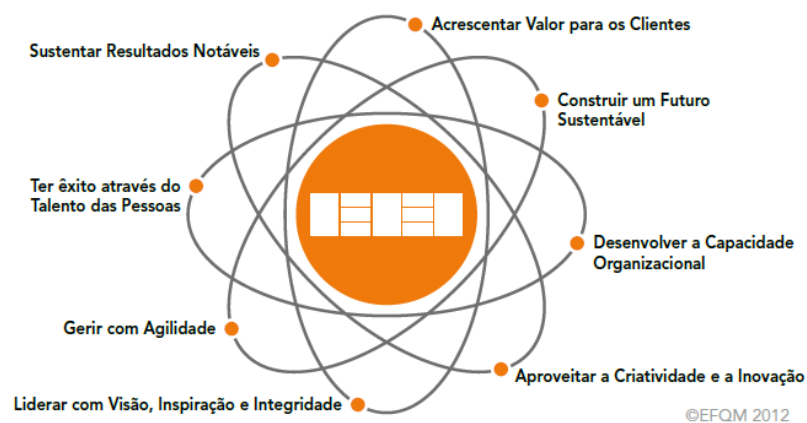 Acrescentar Valor para os Clientes
Sustentar Resultados Notáveis
Construir um Futuro
Sustentável
Ter êxito através do
Talento das Pessoas
Desenvolver a Capacidade
Organizacional
Gerir com Agilidade
Aproveitar a Criatividade e a Inovação
Liderar com Visão, Inspiração e Integridade
©EFQM 2012